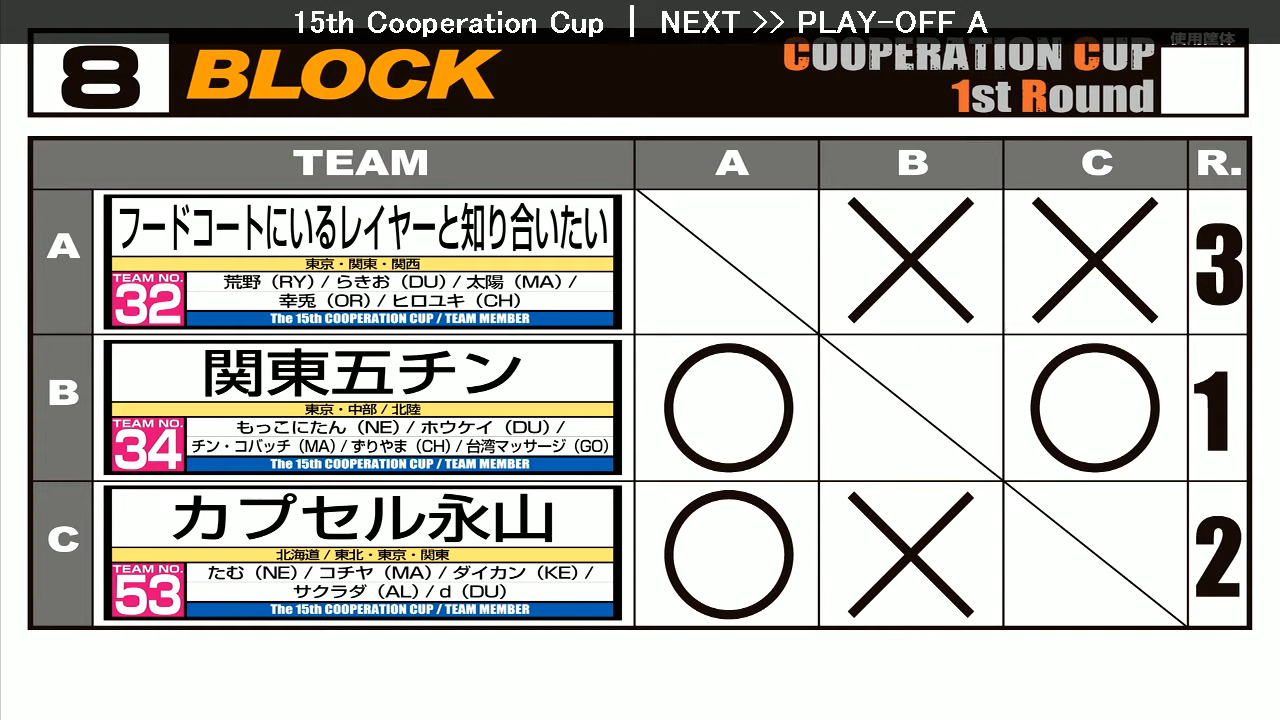 15th Cooperation Cup | NEXT >> PLAY-OFF A
使用筐体
8 BLOCK
COOPERATION CUP
1st Round
TEAM A B C R.
A
フードコートにいるレイヤーと知り合いたい
東京・関東・関西
TEAM NO.
32
荒野（RY）/ らきお（DU）/ 太陽（MA）/
幸兎（OR）/ ヒロユキ（CH）
The 15th COOPERATION CUP / TEAM MEMBER
3
B
関東五チン
東京・中部 / 北陸
TEAM NO.
34
もっこにたん（NE）/ ホウケイ（DU）/
チン・コバッチ（MA）/ ずりやま（CH）/ 台湾マッサージ（GO）
The 15th COOPERATION CUP / TEAM MEMBER
1
C
カプセル永山
北海道 / 東北・東京・関東
TEAM NO.
53
たむ（NE）/ コチヤ（MA）/ ダイカン（KE）/
サクラダ（AL）/ d（DU）
The 15th COOPERATION CUP / TEAM MEMBER
2